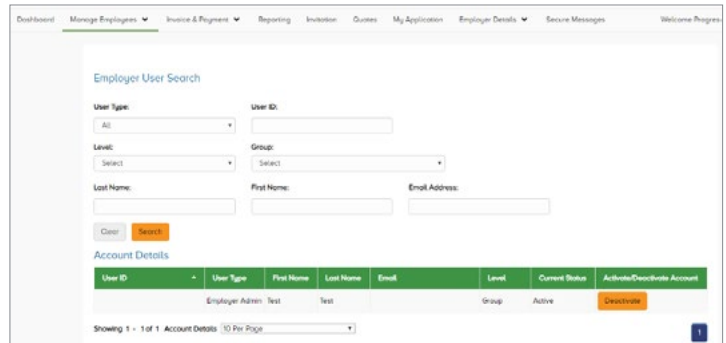 Dashboard Manage Employees Invoice & Payment Reporting Invitation Quotes My Application Employer Details Secure Messages Welcome Progres
Employer User Search
User Type: User ID:
All
Level: Group:
Select Select
Last Name: First Name: Email Address:
Clear Search
Account Details
User ID User Type First Name Last Name Email Level Current Status Activate/Deactivate Account
Employer Admin Test Test Group Active Deactivate
Showing 1 - 1 of 1 Account Details 10 Per Page 1